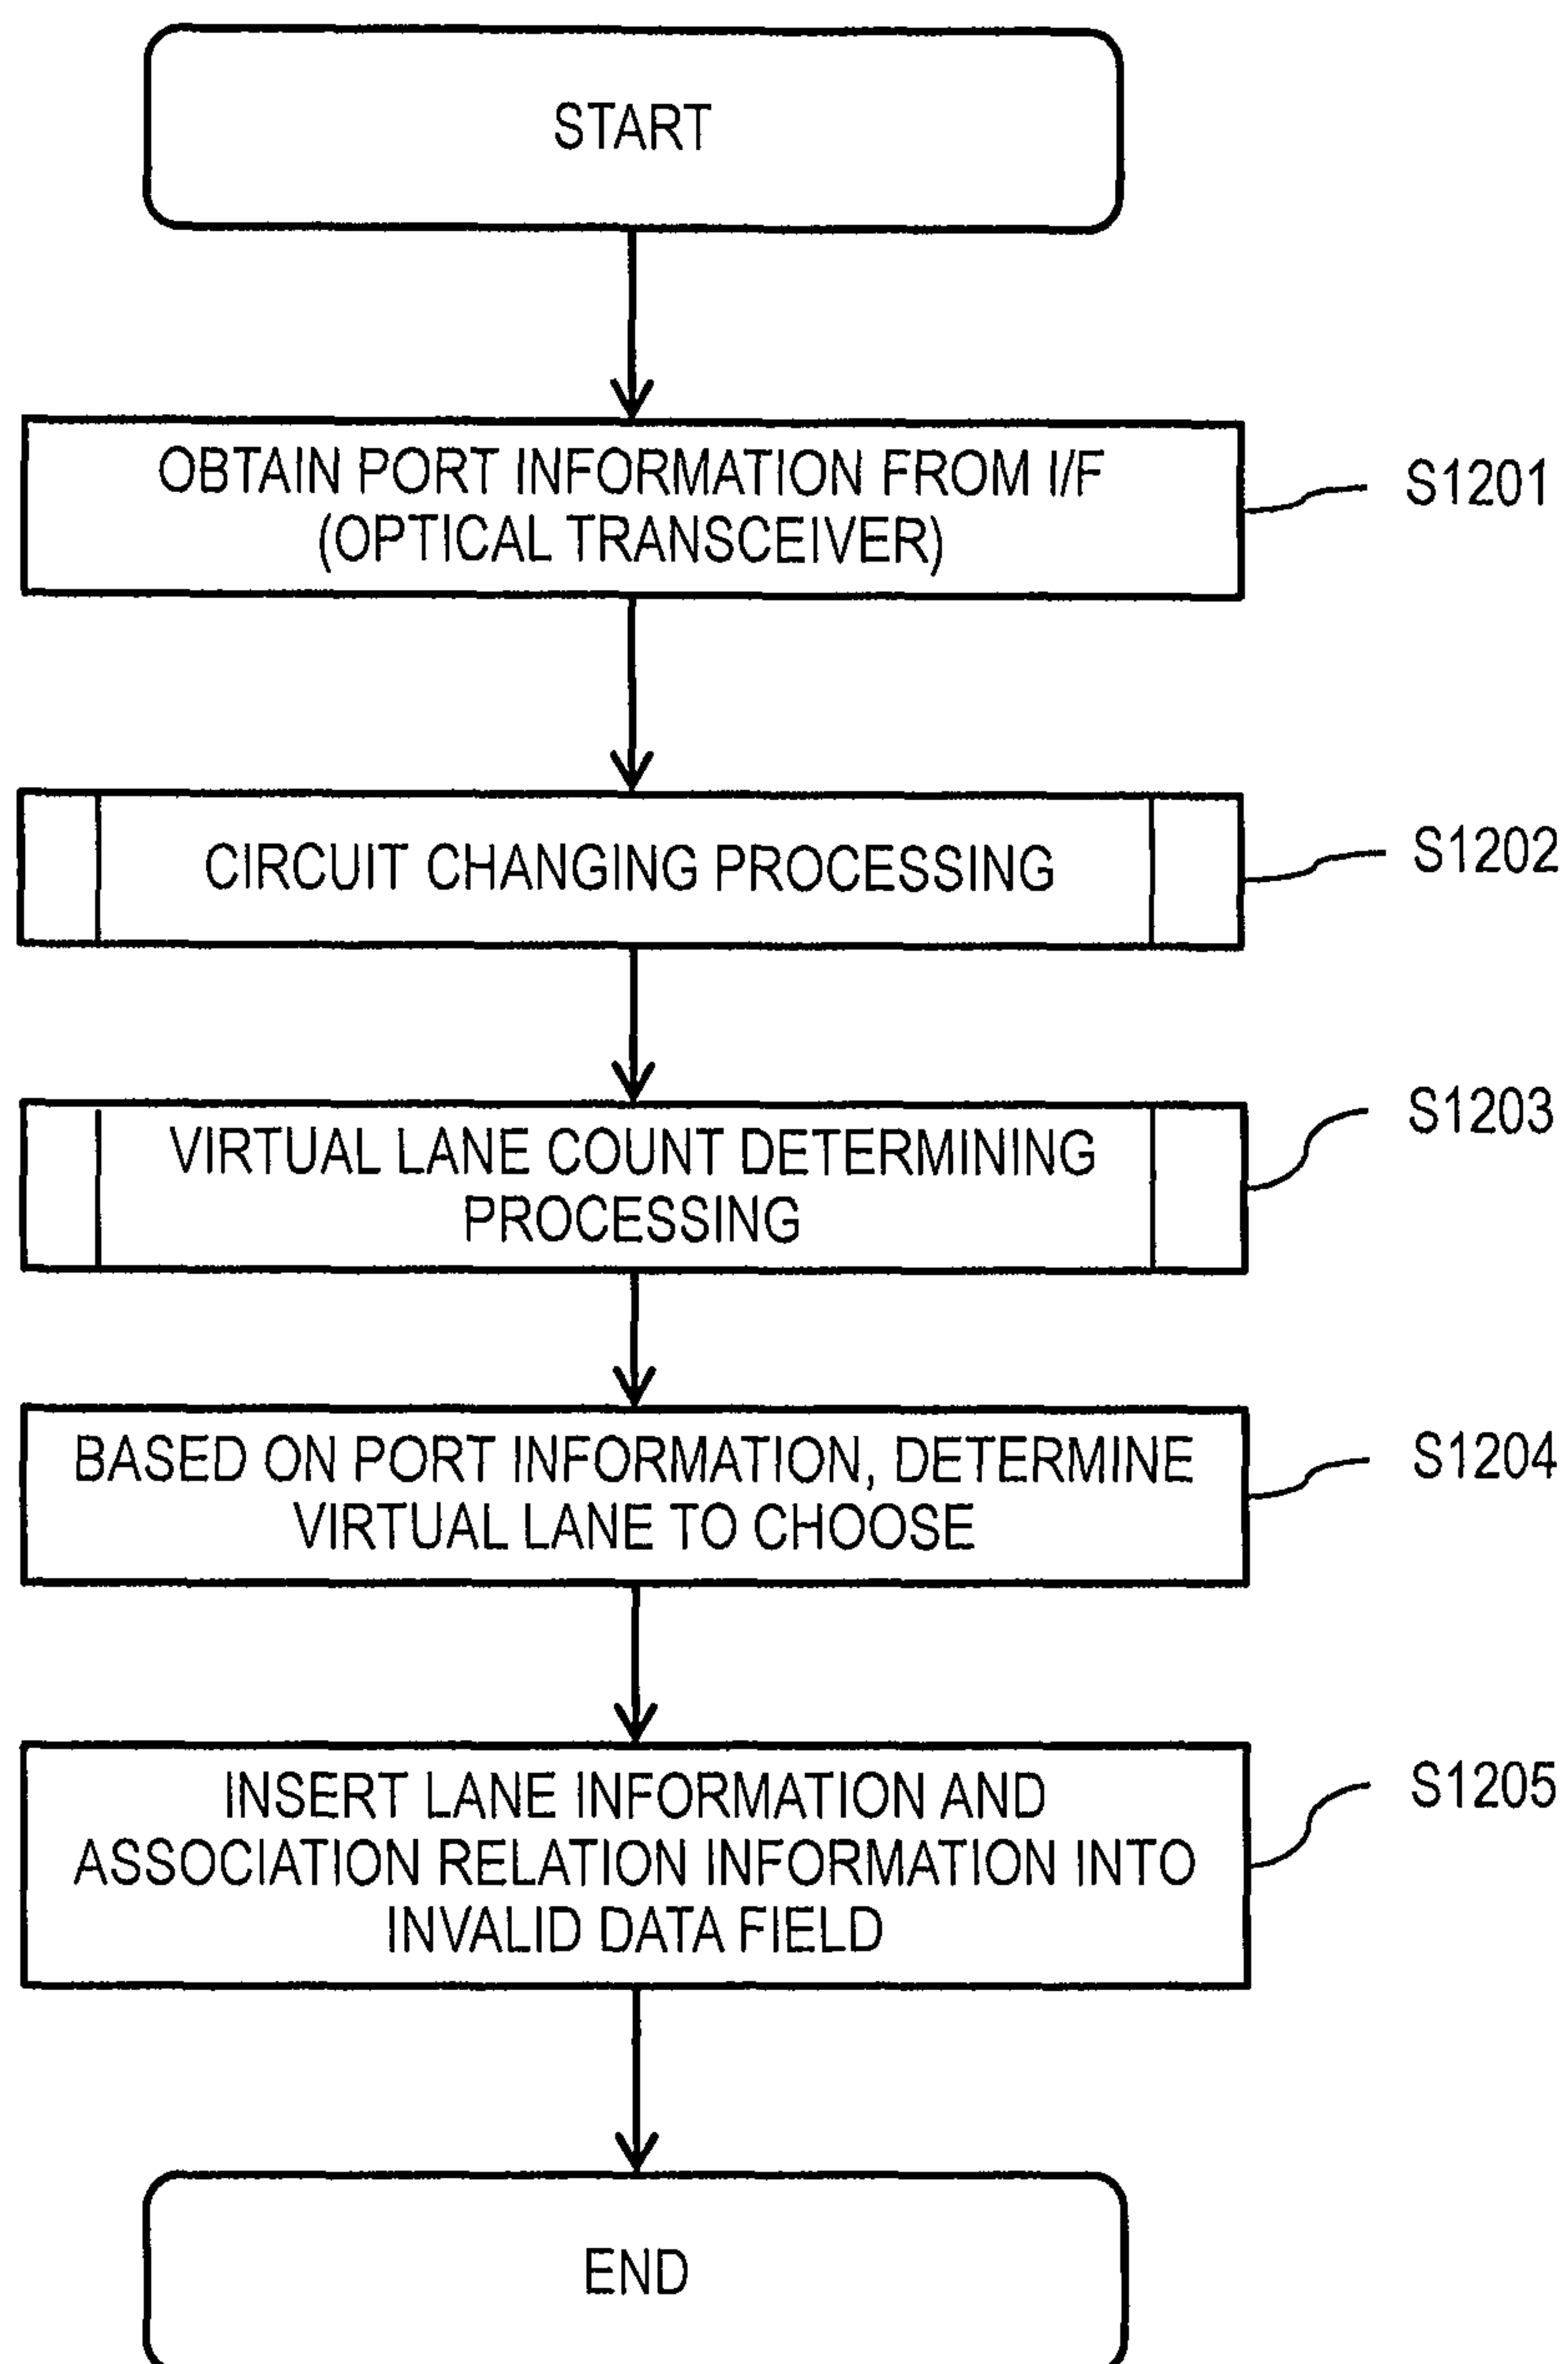 START
OBTAIN PORT INFORMATION FROM I/F
(OPTICAL TRANSCEIVER)
S1201
CIRCUIT CHANGING PROCESSING
S1202
VIRTUAL LANE COUNT DETERMINING
PROCESSING
S1203
BASED ON PORT INFORMATION, DETERMINE
VIRTUAL LANE TO CHOOSE
S1204
INSERT LANE INFORMATION AND
ASSOCIATION RELATION INFORMATION INTO
INVALID DATA FIELD
S1205
END